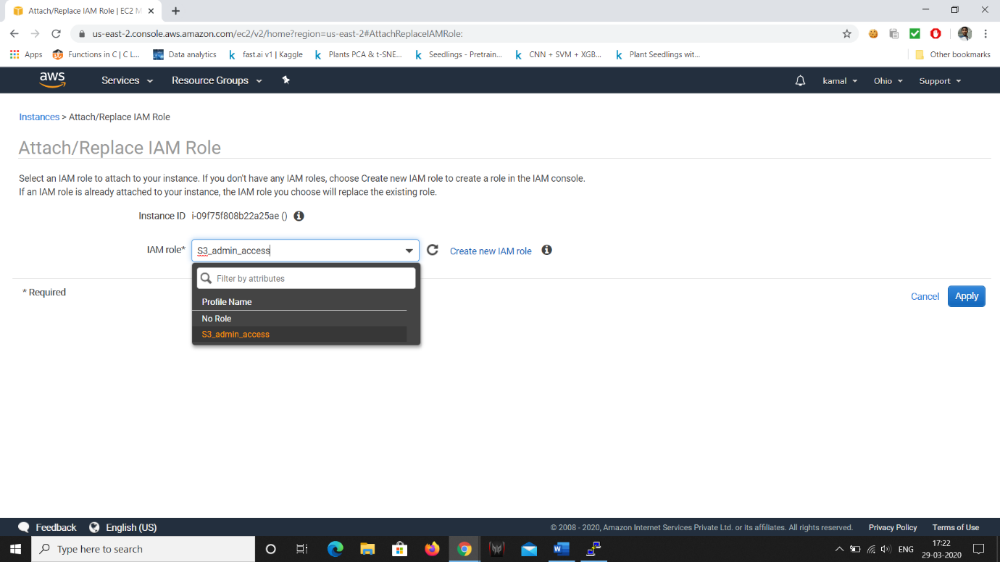 Attach/Replace IAM Role | EC2 M
us-east-2.console.aws.amazon.com/ec2/v2/home?region=us-east-2#AttachReplaceIAMRole:
Apps Functions in C | C L... Data analytics fast.ai v1 | Kaggle Plants PCA & t-SNE... Seedlings - Pretrain... CNN + SVM + XGB... Plant Seedlings wit... Other bookmarks
aws Services Resource Groups kamal Ohio Support
Instances > Attach/Replace IAM Role
Attach/Replace IAM Role
Select an IAM role to attach to your instance. If you don't have any IAM roles, choose Create new IAM role to create a role in the IAM console.
If an IAM role is already attached to your instance, the IAM role you choose will replace the existing role.
Instance ID i-09f75f808b22a25ae ()
IAM role* S3_admin_access Create new IAM role
Filter by attributes
* Required
Cancel Apply
Profile Name
No Role
S3_admin_access
Feedback English (US) © 2008 - 2020, Amazon Internet Services Private Ltd. or its affiliates. All rights reserved. Privacy Policy Terms of Use
Type here to search
ENG
17:22
29-03-2020